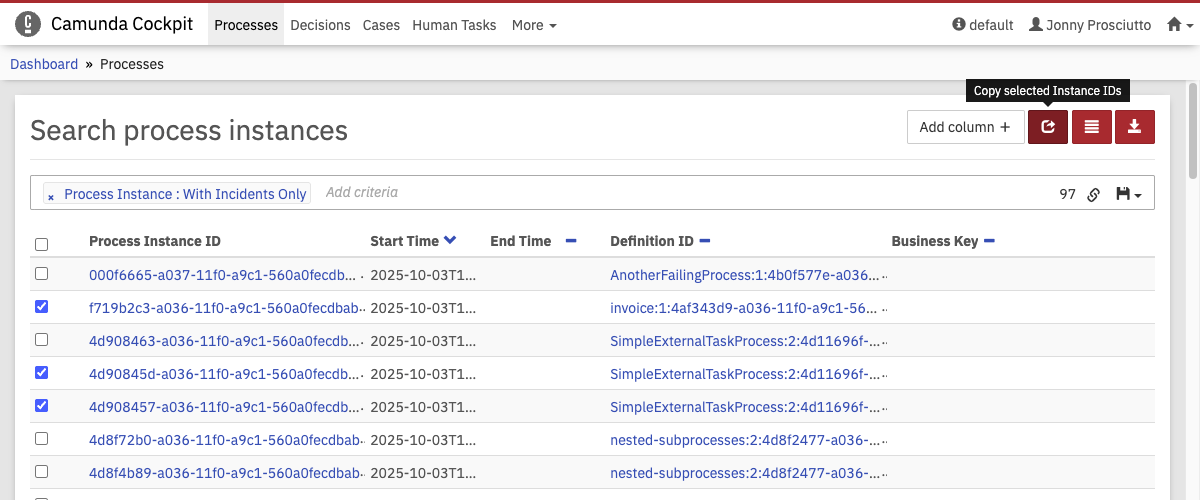 Camunda Cockpit Processes Decisions Cases Human Tasks More default Jonny Prosciutto
Dashboard » Processes
Copy selected Instance IDs
Search process instances Add column +
× Process Instance : With Incidents Only Add criteria 97
Process Instance ID Start Time End Time Definition ID Business Key
000f6665-a037-11f0-a9c1-560a0fecdb... 2025-10-03T1... AnotherFailingProcess:1:4b0f577e-a036...
f719b2c3-a036-11f0-a9c1-560a0fecdbab 2025-10-03T1... invoice:1:4af343d9-a036-11f0-a9c1-56...
4d908463-a036-11f0-a9c1-560a0fecdb... 2025-10-03T1... SimpleExternalTaskProcess:2:4d11696f-...
4d90845d-a036-11f0-a9c1-560a0fecdb... 2025-10-03T1... SimpleExternalTaskProcess:2:4d11696f-...
4d908457-a036-11f0-a9c1-560a0fecdb... 2025-10-03T1... SimpleExternalTaskProcess:2:4d11696f-...
4d8f72b0-a036-11f0-a9c1-560a0fecdbab 2025-10-03T1... nested-subprocesses:2:4d8f2477-a036-...
4d8f4b89-a036-11f0-a9c1-560a0fecdbab 2025-10-03T1... nested-subprocesses:2:4d8f2477-a036-...